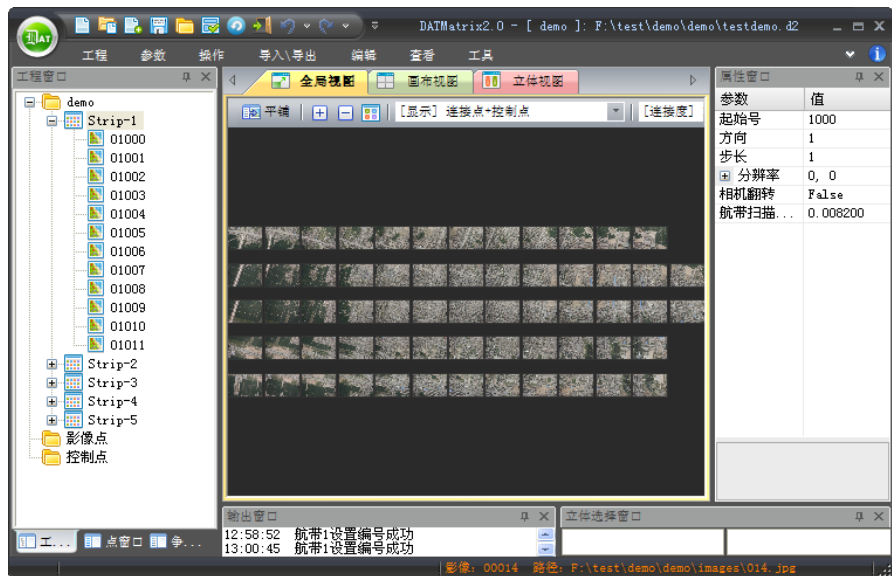 DAT
DATMatrix2.0 - [ demo ]: F:\test\demo\demo\testdemo.d2
工程 参数 操作 导入\导出 编辑 查看 工具
工程窗口
demo
Strip-1
01000
01001
01002
01003
01004
01005
01006
01007
01008
01009
01010
01011
Strip-2
Strip-3
Strip-4
Strip-5
影像点
控制点
工... 点窗口 争...
全局视图 画布视图 立体视图
平铺 [显示] 连接点+控制点 [连接度]
属性窗口
参数 值
起始号 1000
方向 1
步长 1
分辨率 0, 0
相机翻转 False
航带扫描... 0.008200
输出窗口
12:58:52 航带1设置编号成功
13:00:45 航带1设置编号成功
立体选择窗口
影像: 00014 路径: F:\test\demo\demo\images\014.jpg